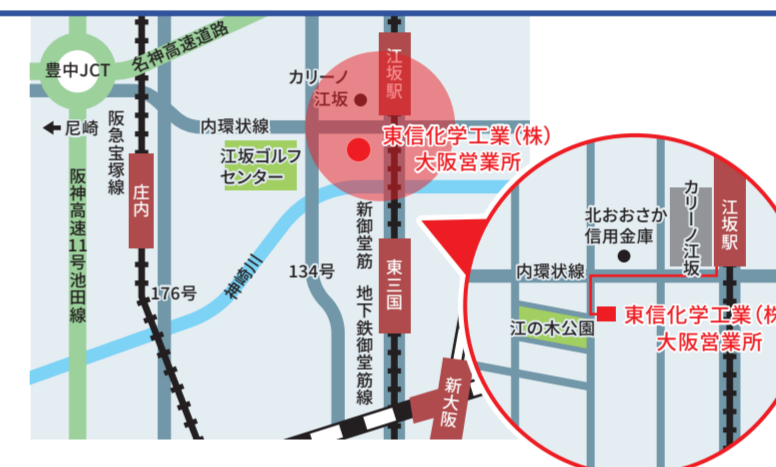 豊中JCT
名神高速道路
尼崎
阪急宝塚線
庄内
阪神高速11号池田線
176号
神崎川
内環状線
江坂ゴルフ
センター
カリーノ
江坂
江坂駅
東信化学工業(株)
大阪営業所
134号
新御堂筋 地下鉄御堂筋線
東三国
新大阪
北おおさか
信用金庫
カリーノ江坂
江坂駅
内環状線
江の木公園
東信化学工業(株
大阪営業所